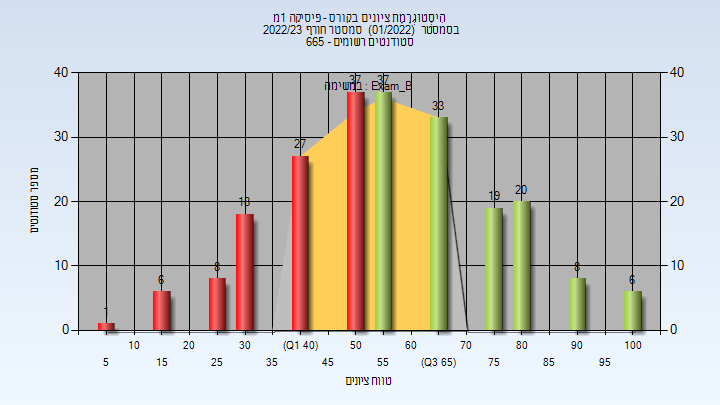 היסטוגרמת ציונים בקורס - פיסיקה 1מ
בסמסטר (01/2022) סמסטר חורף 2022/23
סטודנטים רשומים - 665
במשימה : Exam_B
מספר סטודנטים
40 40
30 30
20 20
10 10
0 0
1 6 8 18 27 37 37 33 19 20 8 6
10 20 30 (Q1 40) 50 60 70 80 90 100
5 15 25 35 45 55 (Q3 65) 75 85 95
טווח ציונים